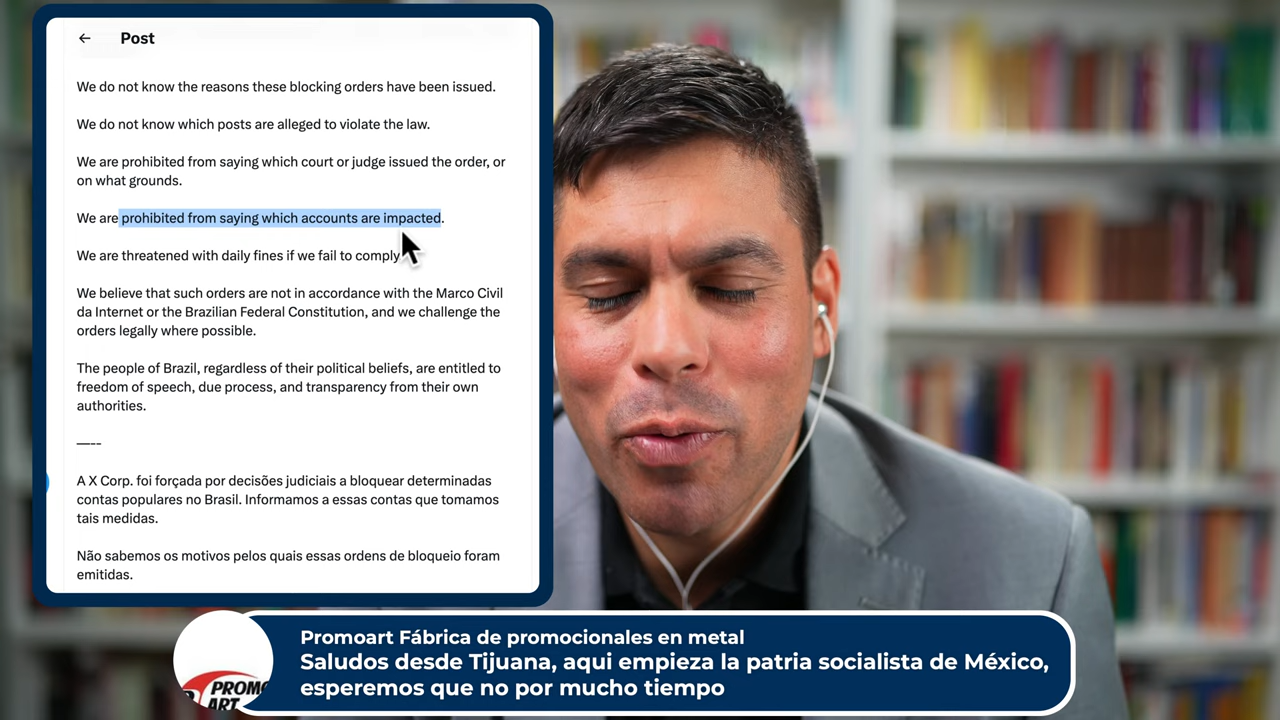 Post
We do not know the reasons these blocking orders have been issued.
We do not know which posts are alleged to violate the law.
We are prohibited from saying which court or judge issued the order, or
on what grounds.
We are prohibited from saying which accounts are impacted.
We are threatened with daily fines if we fail to comply
We believe that such orders are not in accordance with the Marco Civil
da Internet or the Brazilian Federal Constitution, and we challenge the
orders legally where possible.
The people of Brazil, regardless of their political beliefs, are entitled to
freedom of speech, due process, and transparency from their own
authorities.
—--
A X Corp. foi forçada por decisões judiciais a bloquear determinadas
contas populares no Brasil. Informamos a essas contas que tomamos
tais medidas.
Não sabemos os motivos pelos quais essas ordens de bloqueio foram
emitidas.
Promoart Fábrica de promocionales en metal
Saludos desde Tijuana, aqui empieza la patria socialista de México,
esperemos que no por mucho tiempo
PROMO
ART